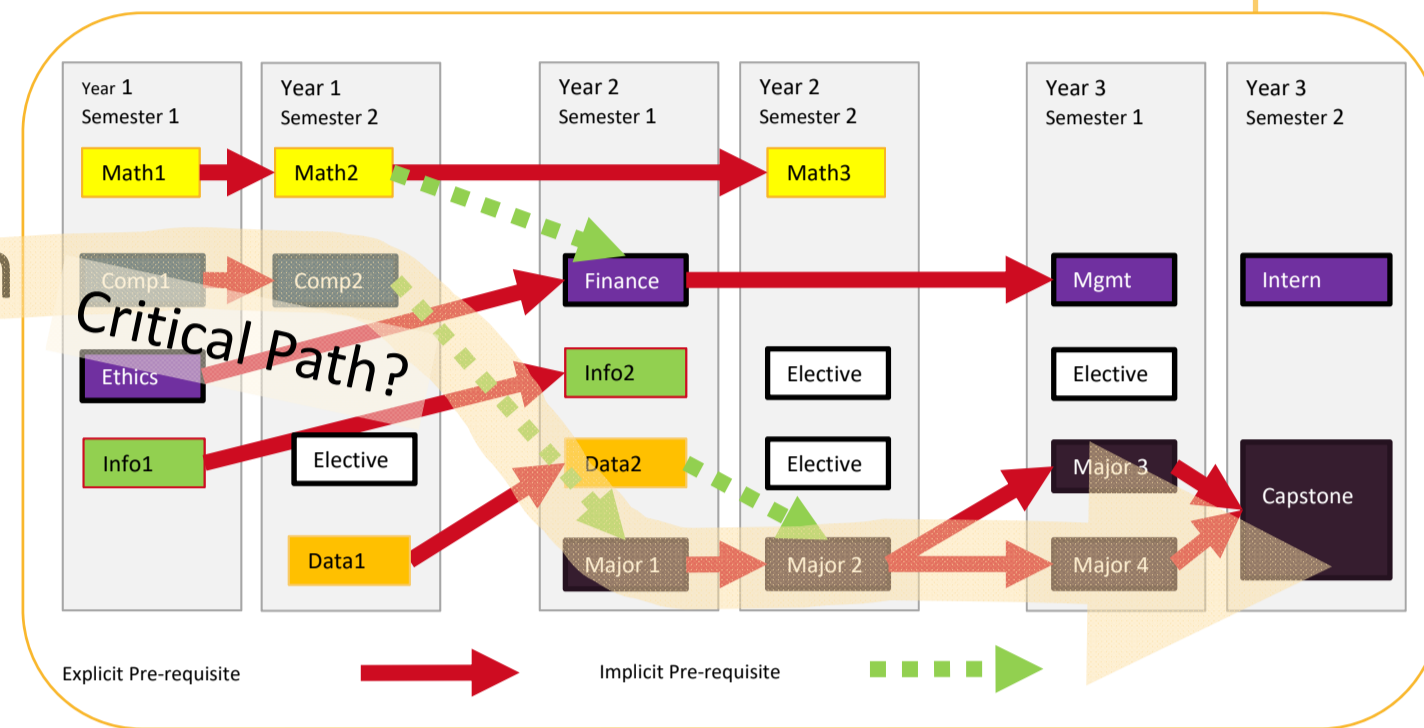 Year 1
Semester 1
Year 1
Semester 2
Year 2
Semester 1
Year 2
Semester 2
Year 3
Semester 1
Year 3
Semester 2
Math1
Math2
Math3
n
Comp1
Comp2
Finance
Mgmt
Intern
Critical Path?
Ethics
Info2
Elective
Elective
Info1
Elective
Data2
Elective
Major 3
Capstone
Data1
Major 1
Major 2
Major 4
Explicit Pre-requisite
Implicit Pre-requisite